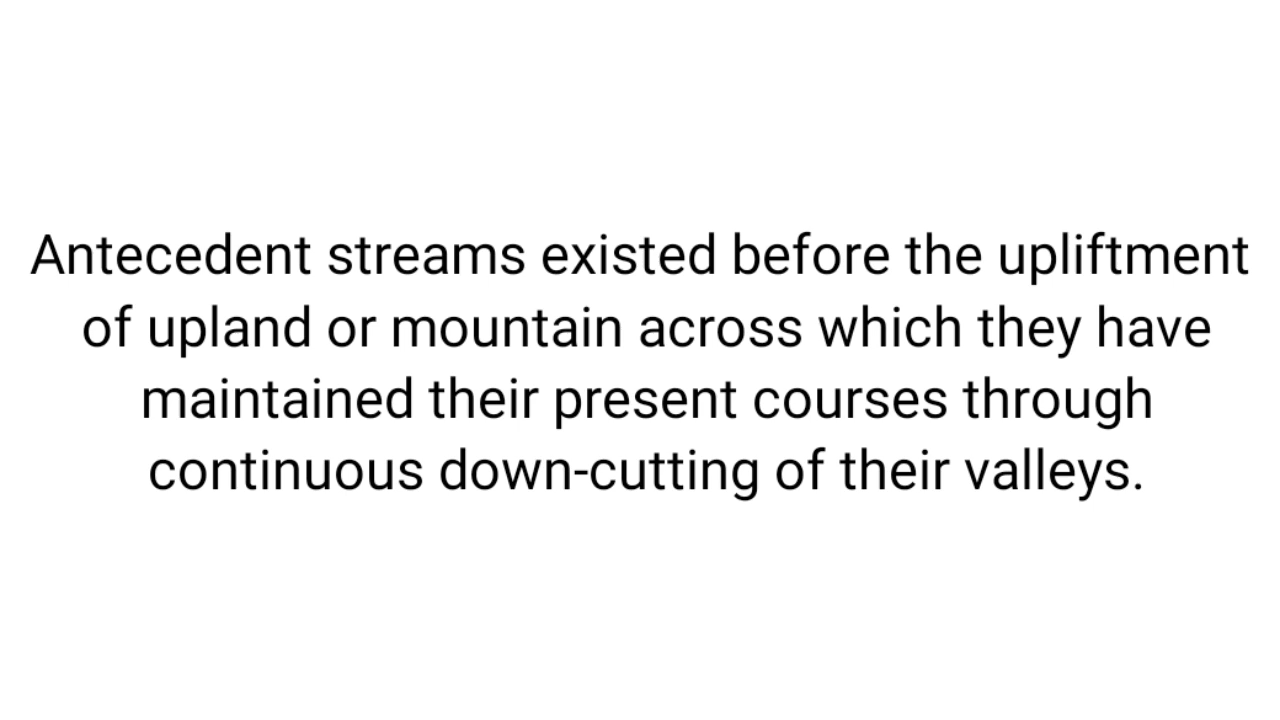 Antecedent streams existed before the upliftment
of upland or mountain across which they have
maintained their present courses through
continuous down-cutting of their valleys.